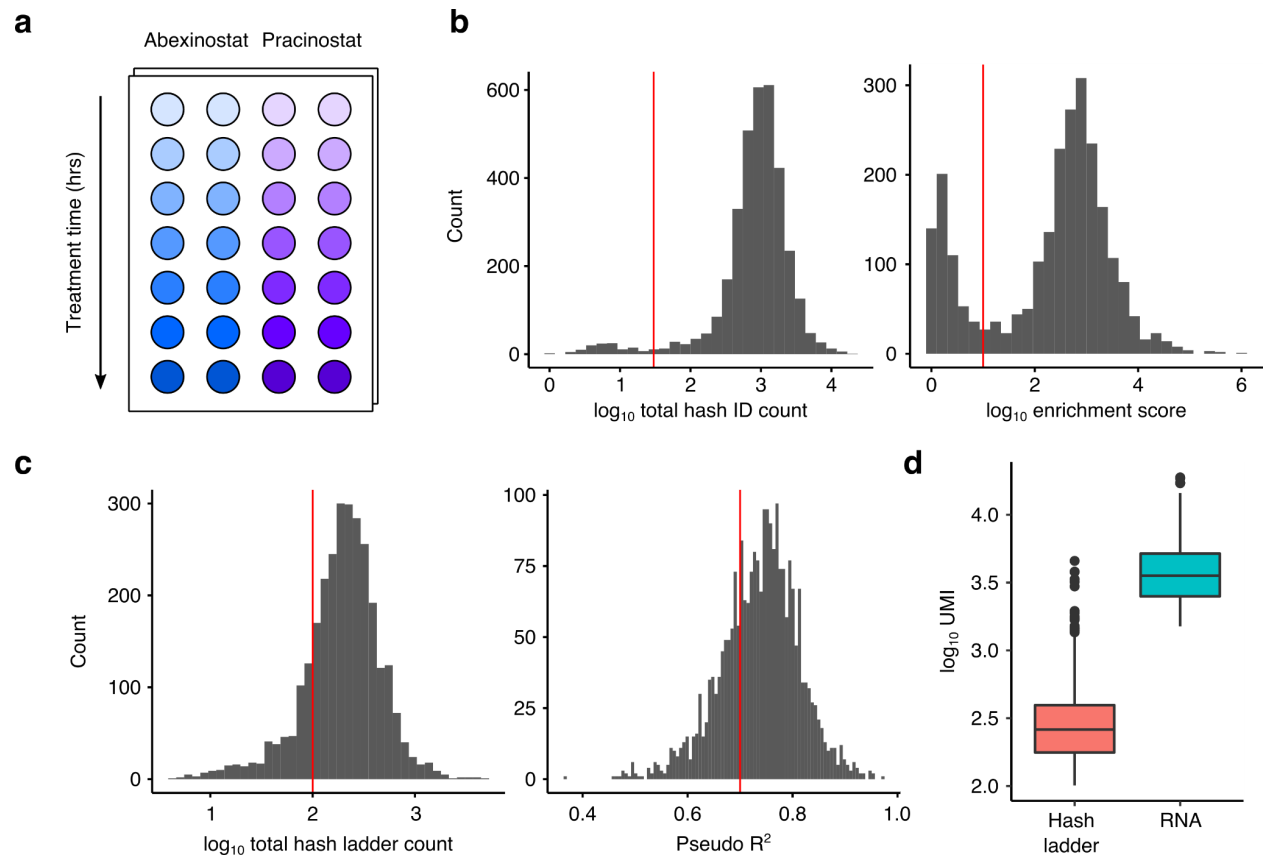 a
Abexinostat Pracinostat
Treatment time (hrs)
b
Count
600
400
200
0
0 1 2 3 4
log10 total hash ID count
300
200
100
0
0 2 4 6
log10 enrichment score
c
Count
300
200
100
0
1 2 3
log10 total hash ladder count
100
75
50
25
0
0.4 0.6 0.8 1.0
Pseudo R2
d
log10 UMI
4.0
3.5
3.0
2.5
2.0
Hash
ladder
RNA